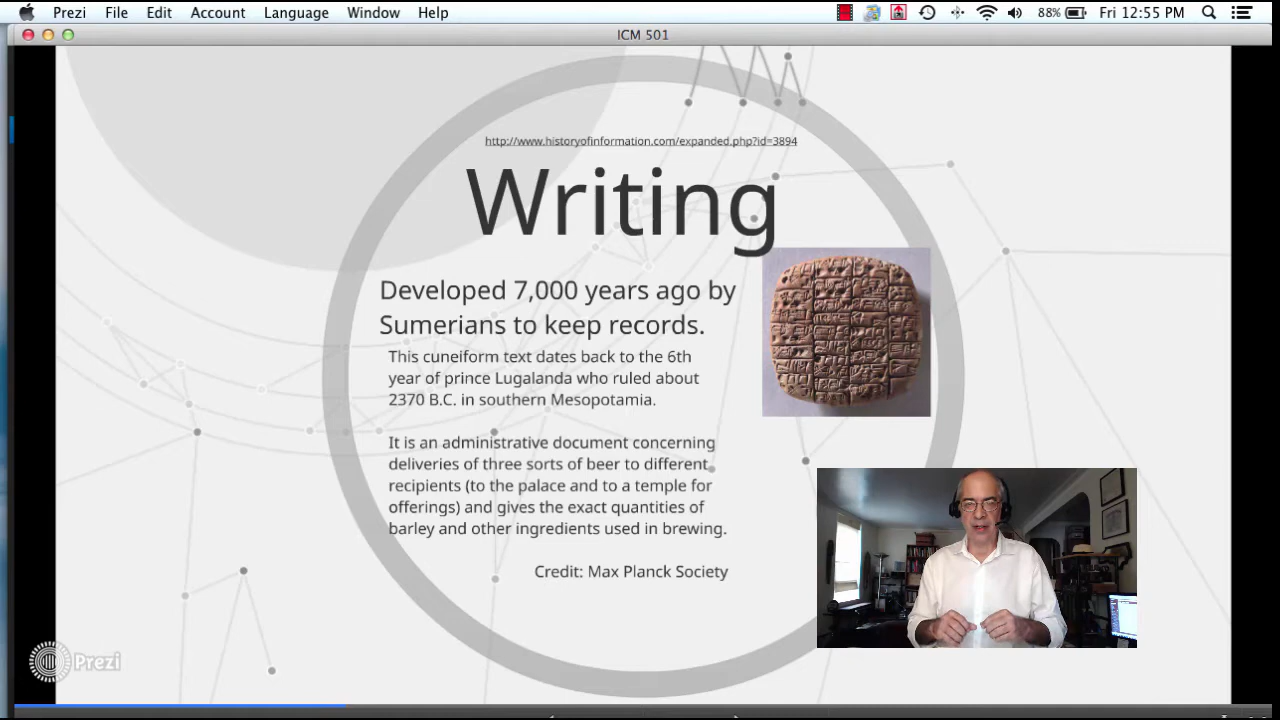 Prezi File Edit Account Language Window Help 88% Fri 12:55 PM
ICM 501
http://www.historyofinformation.com/expanded.php?id=3894
Writing
Developed 7,000 years ago by
Sumerians to keep records.
This cuneiform text dates back to the 6th
year of prince Lugalanda who ruled about
2370 B.C. in southern Mesopotamia.
It is an administrative document concerning
deliveries of three sorts of beer to different
recipients (to the palace and to a temple for
offerings) and gives the exact quantities of
barley and other ingredients used in brewing.
Credit: Max Planck Society
Prezi